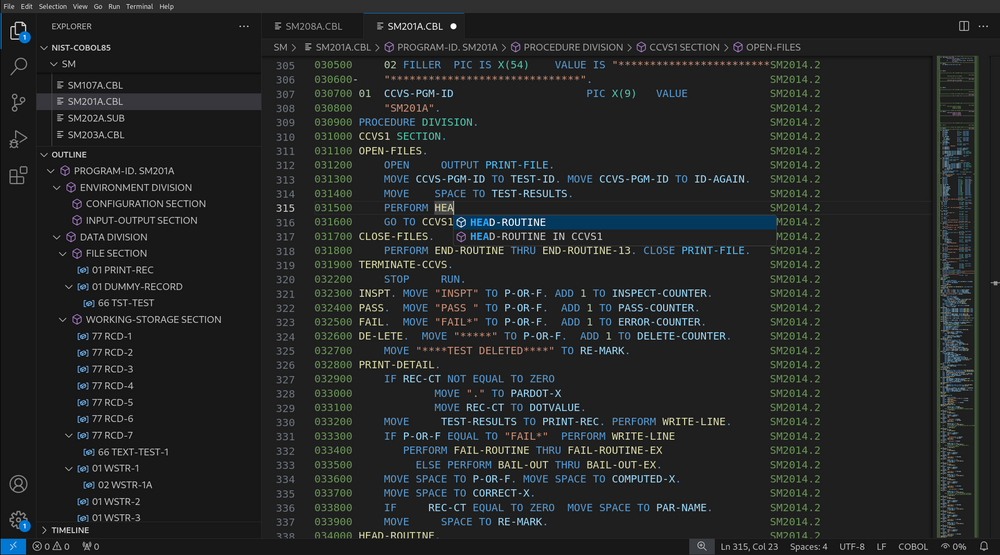 File Edit Selection View Go Run Terminal Help
EXPLORER
NIST-COBOL85
SM
SM107A.CBL
SM201A.CBL
SM202A.SUB
SM203A.CBL
OUTLINE
PROGRAM-ID. SM201A
ENVIRONMENT DIVISION
CONFIGURATION SECTION
INPUT-OUTPUT SECTION
DATA DIVISION
FILE SECTION
01 PRINT-REC
01 DUMMY-RECORD
66 TST-TEST
WORKING-STORAGE SECTION
77 RCD-1
77 RCD-2
77 RCD-3
77 RCD-4
77 RCD-5
77 RCD-6
77 RCD-7
66 TEXT-TEST-1
01 WSTR-1
02 WSTR-1A
01 WSTR-2
01 WSTR-3
TIMELINE
1
1
SM208A.CBL SM201A.CBL
SM > SM201A.CBL > PROGRAM-ID. SM201A > PROCEDURE DIVISION > CCVS1 SECTION > OPEN-FILES
305 030500 02 FILLER PIC IS X(54) VALUE IS "************************SM2014.2
306 030600- "******************************". SM2014.2
307 030700 01 CCVS-PGM-ID PIC X(9) VALUE SM2014.2
308 030800 "SM201A". SM2014.2
309 030900 PROCEDURE DIVISION. SM2014.2
310 031000 CCVS1 SECTION. SM2014.2
311 031100 OPEN-FILES. SM2014.2
312 031200 OPEN OUTPUT PRINT-FILE. SM2014.2
313 031300 MOVE CCVS-PGM-ID TO TEST-ID. MOVE CCVS-PGM-ID TO ID-AGAIN. SM2014.2
314 031400 MOVE SPACE TO TEST-RESULTS. SM2014.2
315 031500 PERFORM HEA SM2014.2
316 031600 GO TO CCVS1 HEAD-ROUTINE M2014.2
317 031700 CLOSE-FILES. HEAD-ROUTINE IN CCVS1 M2014.2
318 031800 PERFORM END-ROUTINE THRU END-ROUTINE-13. CLOSE PRINT-FILE. SM2014.2
319 031900 TERMINATE-CCVS. SM2014.2
320 032200 STOP RUN. SM2014.2
321 032300 INSPT. MOVE "INSPT" TO P-OR-F. ADD 1 TO INSPECT-COUNTER. SM2014.2
322 032400 PASS. MOVE "PASS " TO P-OR-F. ADD 1 TO PASS-COUNTER. SM2014.2
323 032500 FAIL. MOVE "FAIL*" TO P-OR-F. ADD 1 TO ERROR-COUNTER. SM2014.2
324 032600 DE-LETE. MOVE "*****" TO P-OR-F. ADD 1 TO DELETE-COUNTER. SM2014.2
325 032700 MOVE "****TEST DELETED****" TO RE-MARK. SM2014.2
326 032800 PRINT-DETAIL. SM2014.2
327 032900 IF REC-CT NOT EQUAL TO ZERO SM2014.2
328 033000 MOVE "." TO PARDOT-X SM2014.2
329 033100 MOVE REC-CT TO DOTVALUE. SM2014.2
330 033200 MOVE TEST-RESULTS TO PRINT-REC. PERFORM WRITE-LINE. SM2014.2
331 033300 IF P-OR-F EQUAL TO "FAIL*" PERFORM WRITE-LINE SM2014.2
332 033400 PERFORM FAIL-ROUTINE THRU FAIL-ROUTINE-EX SM2014.2
333 033500 ELSE PERFORM BAIL-OUT THRU BAIL-OUT-EX. SM2014.2
334 033600 MOVE SPACE TO P-OR-F. MOVE SPACE TO COMPUTED-X. SM2014.2
335 033700 MOVE SPACE TO CORRECT-X. SM2014.2
336 033800 IF REC-CT EQUAL TO ZERO MOVE SPACE TO PAR-NAME. SM2014.2
337 033900 MOVE SPACE TO RE-MARK. SM2014.2
338 034000 HEAD-ROUTINE. SM2014.2
0 0 0 Ln 315, Col 23 Spaces: 4 UTF-8 LF COBOL 0%